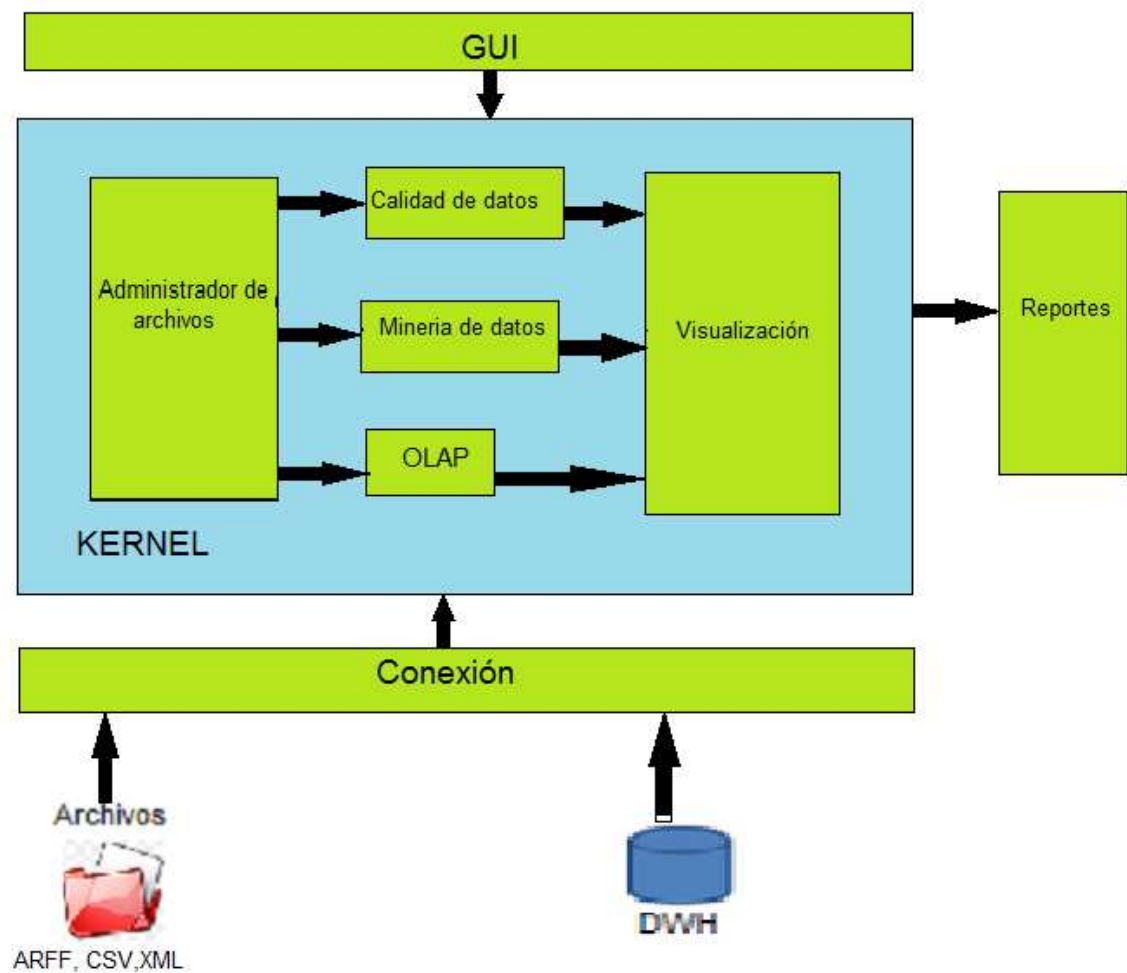 GUI
Calidad de datos
Administrador de
archivos
Mineria de datos
Visualización
Reportes
OLAP
KERNEL
Conexión
Archivos
DWH
ARFF, CSV,XML